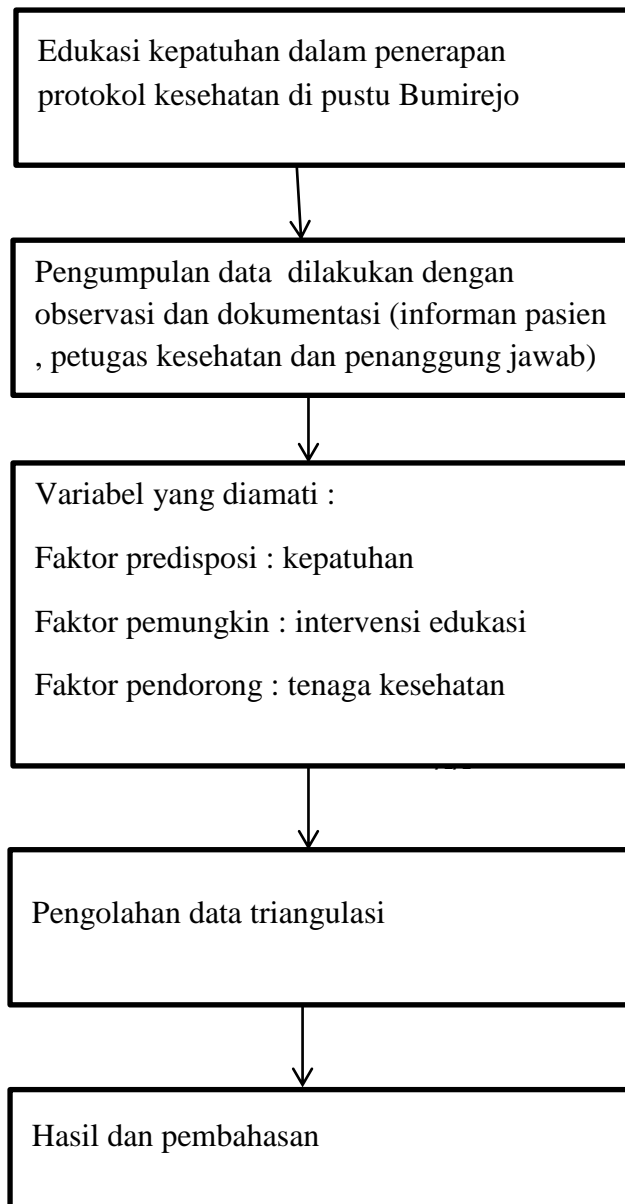 Edukasi kepatuhan dalam penerapan
protokol kesehatan di pustu Bumirejo
Pengumpulan data dilakukan dengan
observasi dan dokumentasi (informan pasien
, petugas kesehatan dan penanggung jawab)
Variabel yang diamati :
Faktor predisposi : kepatuhan
Faktor pemungkin : intervensi edukasi
Faktor pendorong : tenaga kesehatan
Pengolahan data triangulasi
Hasil dan pembahasan